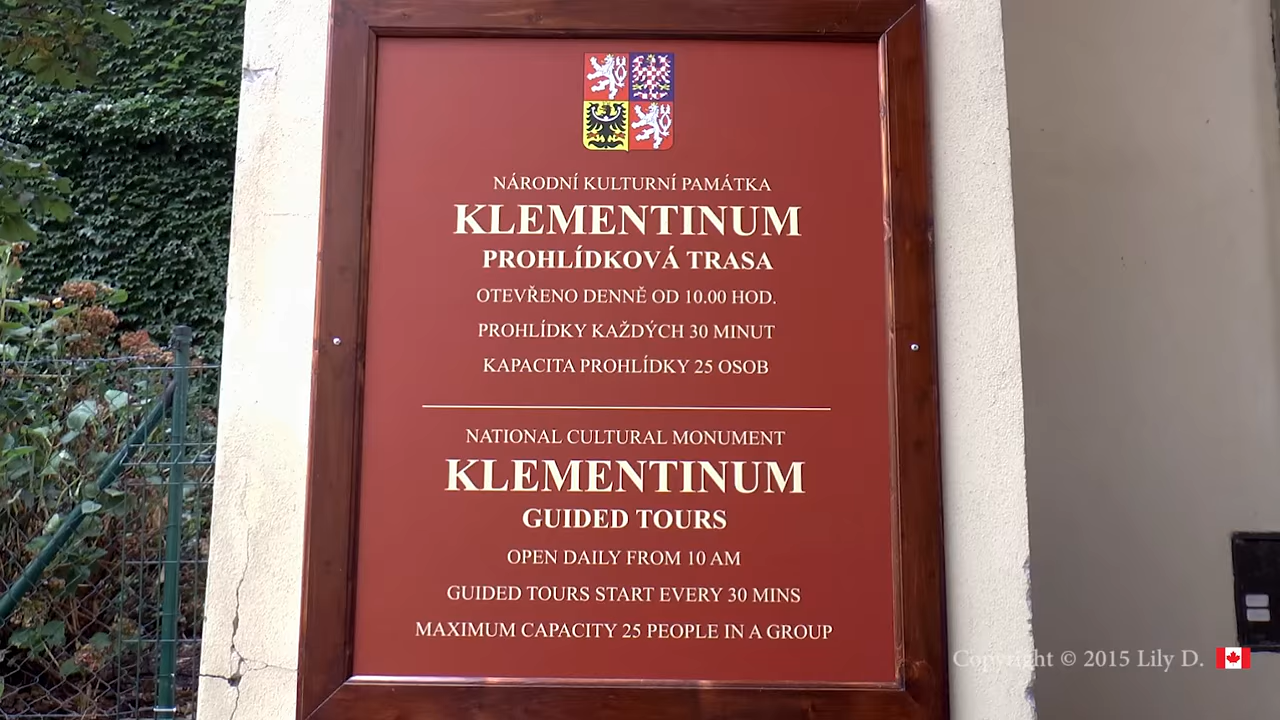 NÁRODNÍ KULTURNÍ PAMÁTKA
KLEMENTINUM
PROHLÍDKOVÁ TRASA
OTEVŘENO DENNĚ OD 10.00 HOD.
PROHLÍDKY KAŽDÝCH 30 MINUT
KAPACITA PROHLÍDKY 25 OSOB
NATIONAL CULTURAL MONUMENT
KLEMENTINUM
GUIDED TOURS
OPEN DAILY FROM 10 AM
GUIDED TOURS START EVERY 30 MINS
MAXIMUM CAPACITY 25 PEOPLE IN A GROUP
Copyright © 2015 Lily D.